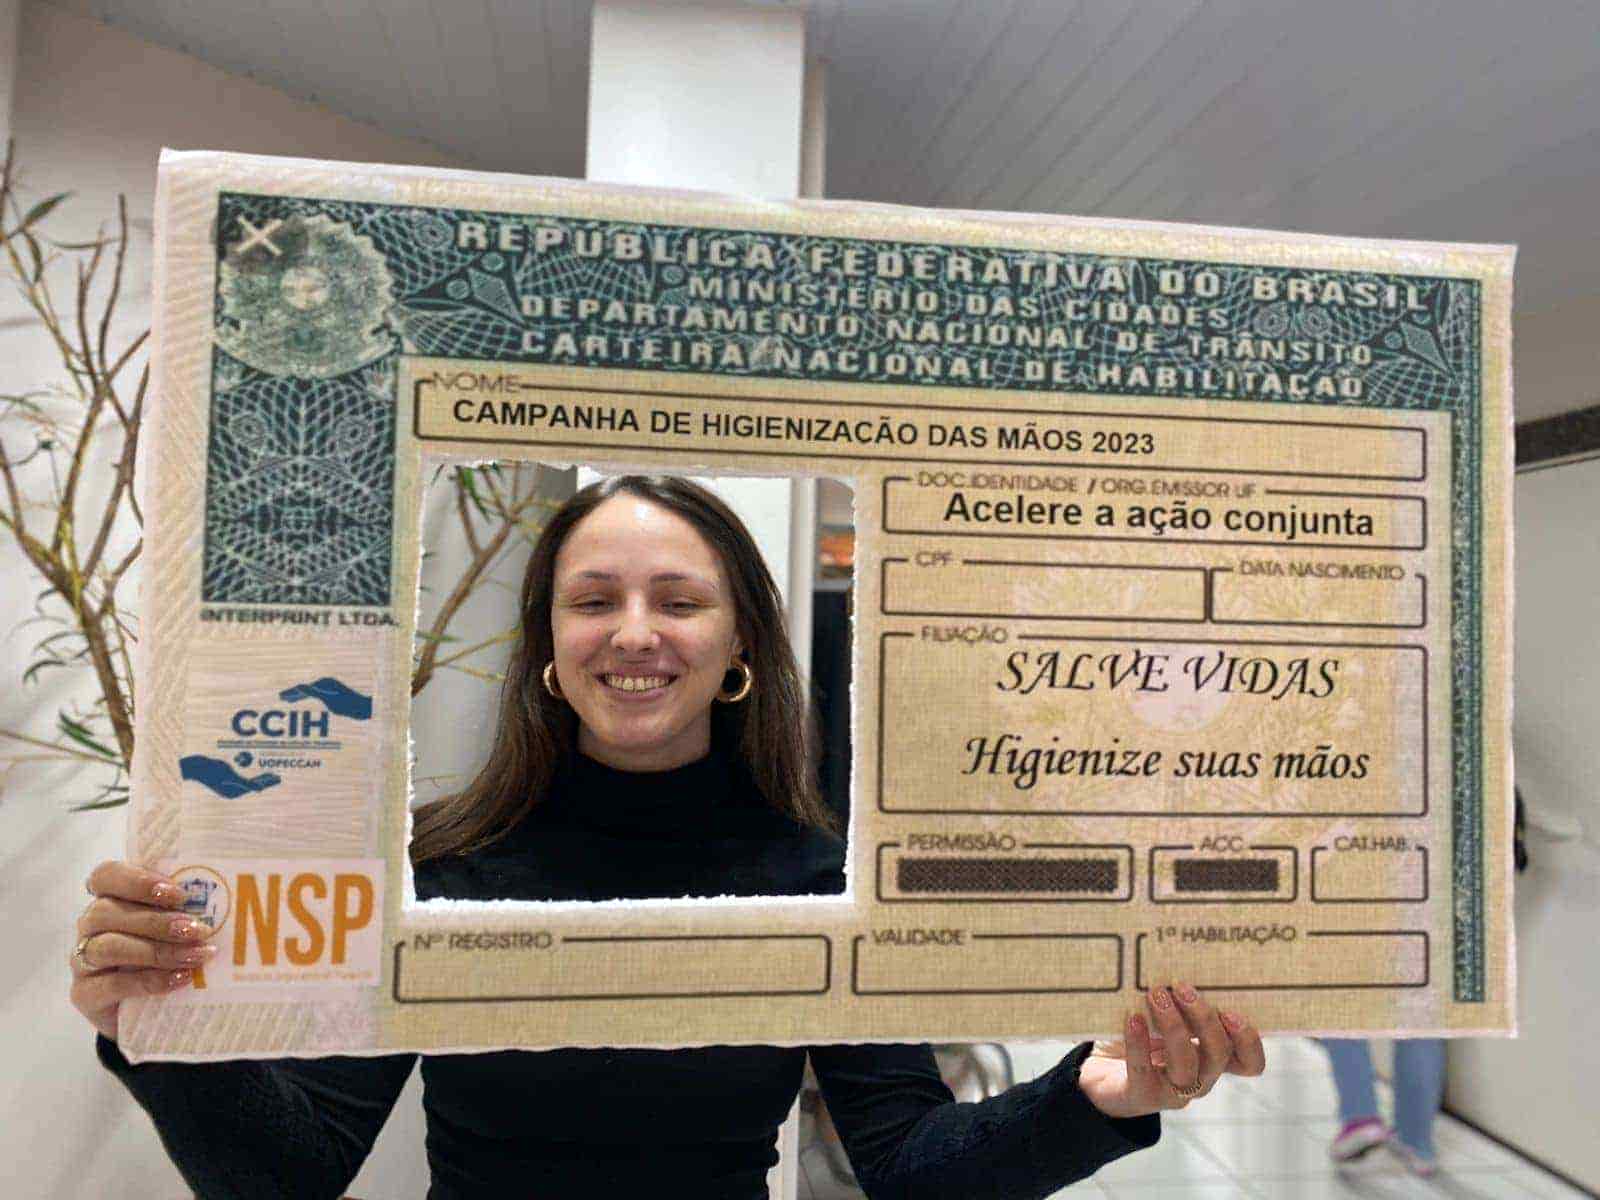 REPÚBLICA FEDERATIVA DO BRASIL
MINISTÉRIO DAS CIDADES
DEPARTAMENTO NACIONAL DE TRÂNSITO
CARTEIRA NACIONAL DE HABILITAÇÃO
NOME
CAMPANHA DE HIGIENIZAÇÃO DAS MÃOS 2023
DOC.IDENTIDADE / ORG.EMISSOR UF
Acelere a ação conjunta
CPF
DATA NASCIMENTO
FILIAÇÃO
SALVE VIDAS
Higienize suas mãos
PERMISSÃO
ACC
CAT.HAB.
Nº REGISTRO
VALIDADE
1ª HABILITAÇÃO
INTERPRINT LTDA.
CCIH
UOPECCAN
NSP